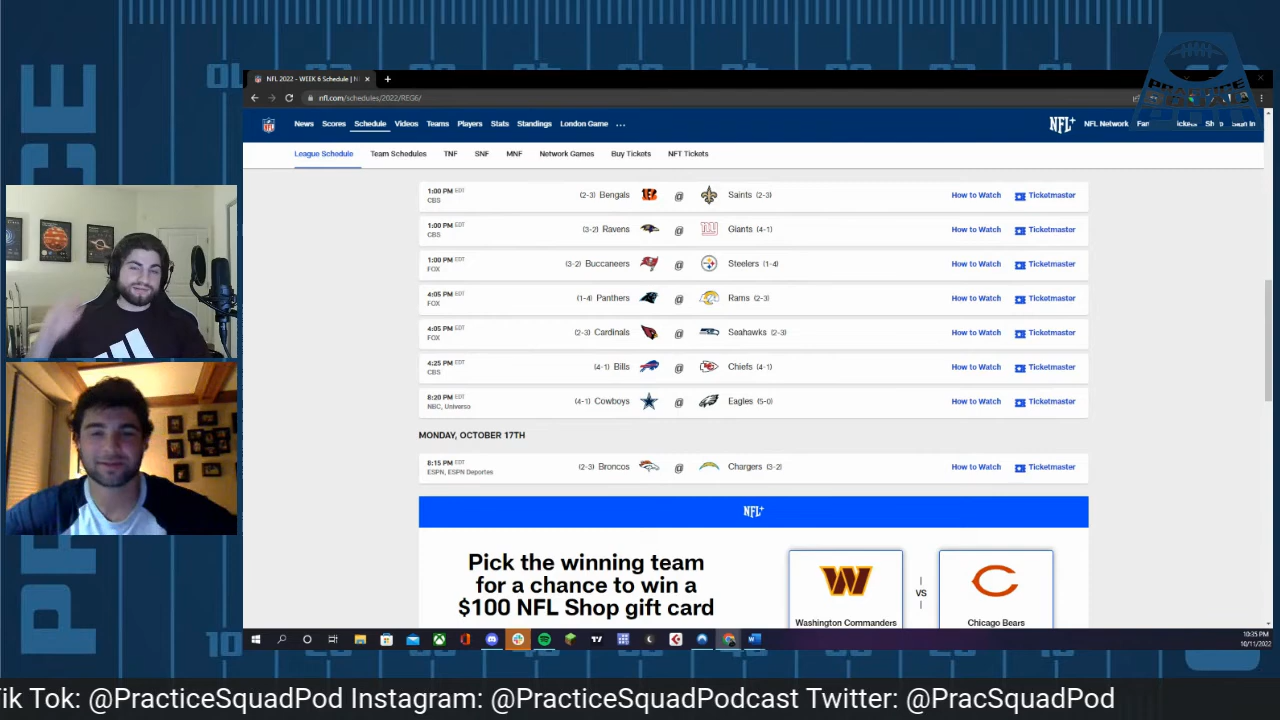 NFL 2022 - WEEK 6 Schedule | N
nfl.com/schedules/2022/REG6/
News Scores Schedule Videos Teams Players Stats Standings London Game ... NFL+ NFL Network Sign In
League Schedule Team Schedules TNF SNF MNF Network Games Buy Tickets NFT Tickets
1:00 PM EDT (2-3) Bengals @ Saints (2-3) How to Watch Ticketmaster
CBS
1:00 PM EDT (3-2) Ravens @ Giants (4-1) How to Watch Ticketmaster
CBS
1:00 PM EDT (3-2) Buccaneers @ Steelers (1-4) How to Watch Ticketmaster
FOX
4:05 PM EDT (1-4) Panthers @ Rams (2-3) How to Watch Ticketmaster
FOX
4:05 PM EDT (2-3) Cardinals @ Seahawks (2-3) How to Watch Ticketmaster
FOX
4:25 PM EDT (4-1) Bills @ Chiefs (4-1) How to Watch Ticketmaster
CBS
8:20 PM EDT (4-1) Cowboys @ Eagles (5-0) How to Watch Ticketmaster
NBC, Universo
MONDAY, OCTOBER 17TH
8:15 PM EDT (2-3) Broncos @ Chargers (3-2) How to Watch Ticketmaster
ESPN, ESPN Deportes
NFL+
Pick the winning team
for a chance to win a
$100 NFL Shop gift card
W VS C
Washington Commanders Chicago Bears
10:35 PM
10/11/2022
Tik Tok: @PracticeSquadPod Instagram: @PracticeSquadPodcast Twitter: @PracSquadPod